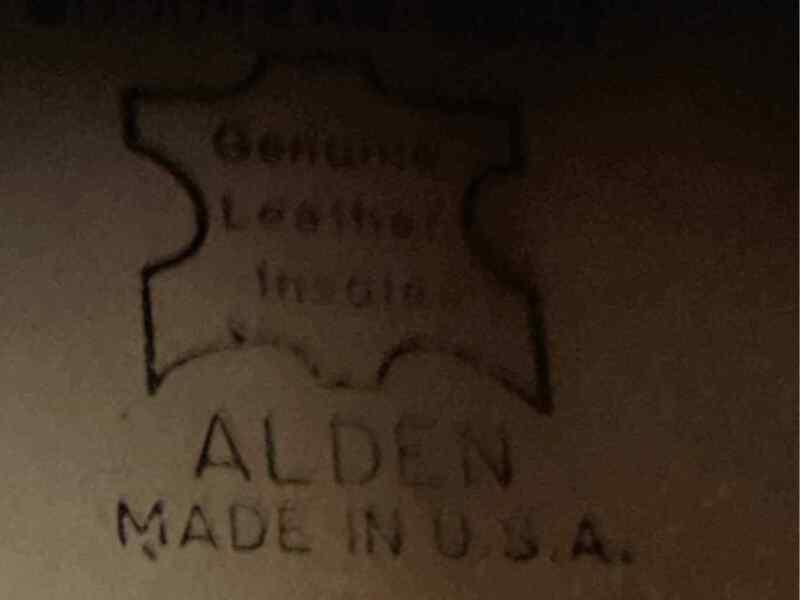 Genuine
Leather
Insole
ALDEN
MADE IN U.S.A.